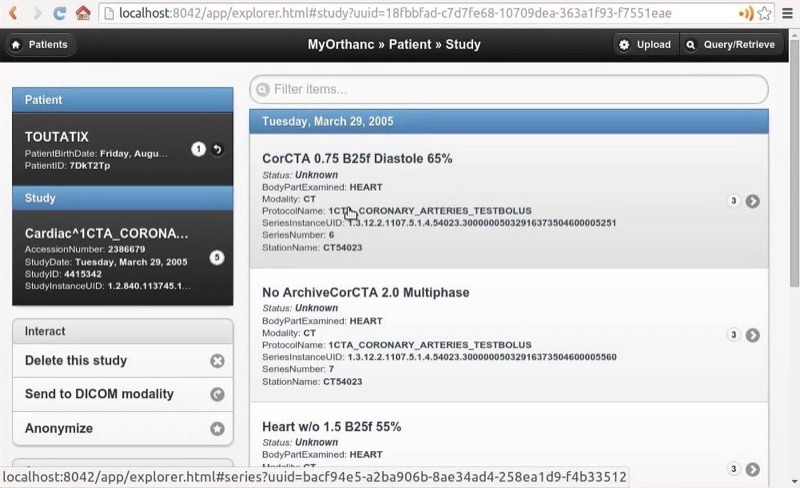 localhost:8042/app/explorer.html#study?uuid=18fbbfad-c7d7fe68-10709dea-363a1f93-f7551eae
Patients
MyOrthanc » Patient » Study
Upload
Query/Retrieve
Patient
TOUTATIX
PatientBirthDate: Friday, Augu...
PatientID: 7DkT2Tp
1
Study
Cardiac^1CTA_CORONA...
AccessionNumber: 2386679
StudyDate: Tuesday, March 29, 2005
StudyID: 4415342
StudyInstanceUID: 1.2.840.113745.1...
5
Interact
Delete this study
Send to DICOM modality
Anonymize
Filter items...
Tuesday, March 29, 2005
CorCTA 0.75 B25f Diastole 65%
Status: Unknown
BodyPartExamined: HEART
Modality: CT
ProtocolName: 1CTA_CORONARY_ARTERIES_TESTBOLUS
SeriesInstanceUID: 1.3.12.2.1107.5.1.4.54023.30000005032916373504600005251
SeriesNumber: 6
StationName: CT54023
3
No ArchiveCorCTA 2.0 Multiphase
Status: Unknown
BodyPartExamined: HEART
Modality: CT
ProtocolName: 1CTA_CORONARY_ARTERIES_TESTBOLUS
SeriesInstanceUID: 1.3.12.2.1107.5.1.4.54023.30000005032916373504600005560
SeriesNumber: 7
StationName: CT54023
3
Heart w/o 1.5 B25f 55%
Status: Unknown
BodyPartExamined: HEART
3
localhost:8042/app/explorer.html#series?uuid=bacf94e5-a2ba906b-8ae34ad4-258ea1d9-f4b33512